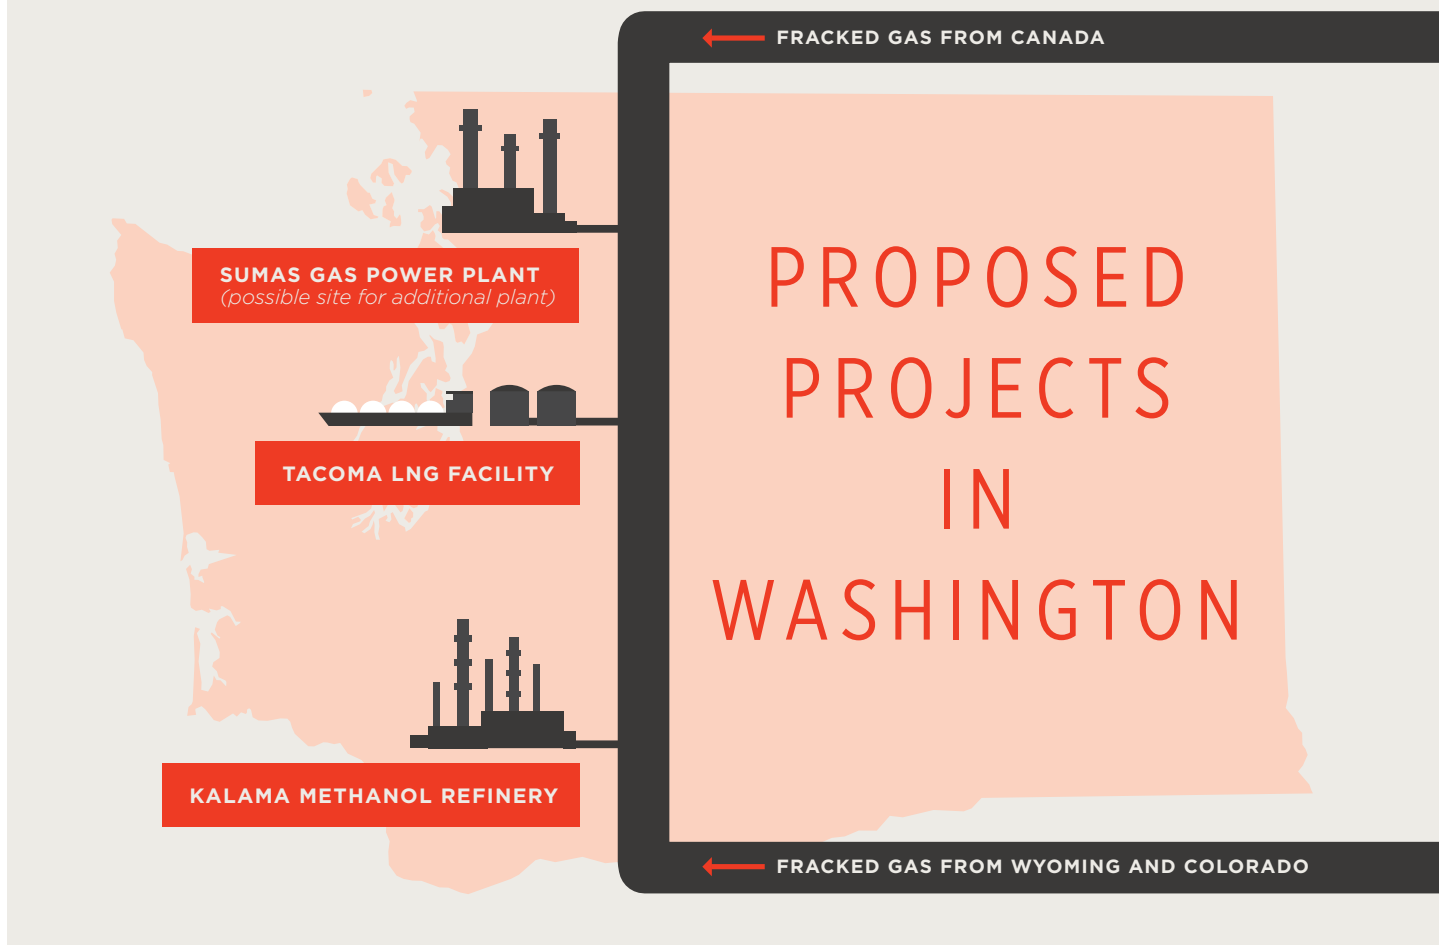 FRACKED GAS FROM CANADA
SUMAS GAS POWER PLANT
(possible site for additional plant)
TACOMA LNG FACILITY
KALAMA METHANOL REFINERY
PROPOSED
PROJECTS
IN
WASHINGTON
FRACKED GAS FROM WYOMING AND COLORADO